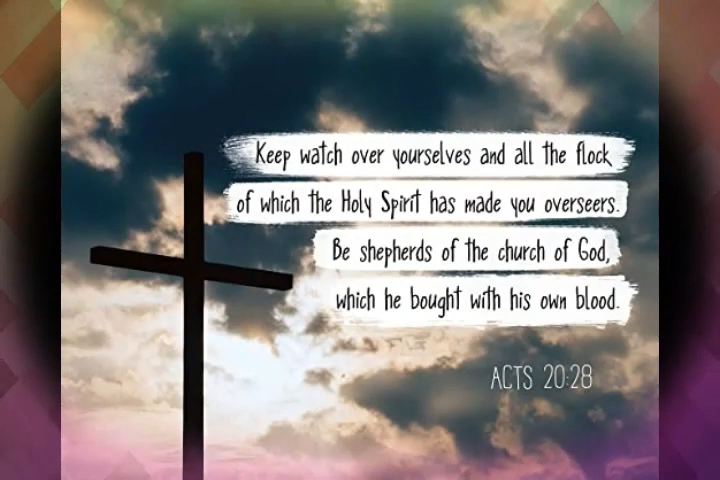 Keep watch over yourselves and all the flock
of which the Holy Spirit has made you overseers.
Be shepherds of the church of God,
which he bought with his own blood.
ACTS 20:28